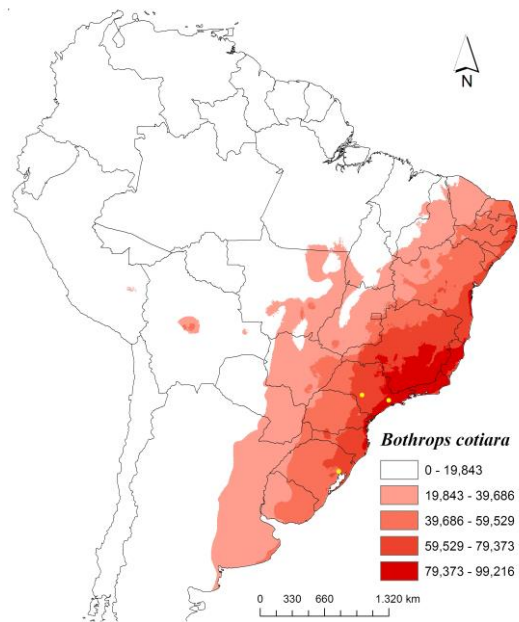 N
Bothrops cotiara
0 - 19,843
19,843 - 39,686
39,686 - 59,529
59,529 - 79,373
79,373 - 99,216
0 330 660 1.320 km